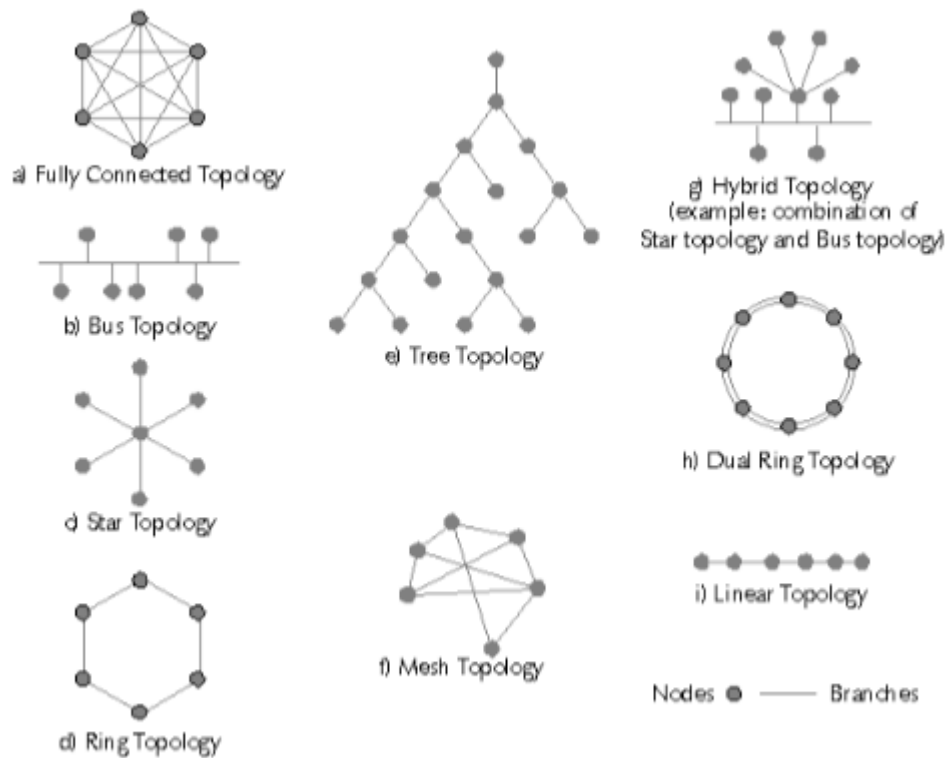 a) Fully Connected Topology
b) Bus Topology
c) Star Topology
d) Ring Topology
e) Tree Topology
f) Mesh Topology
g) Hybrid Topology
(example: combination of
Star topology and Bus topology)
h) Dual Ring Topology
i) Linear Topology
Nodes Branches